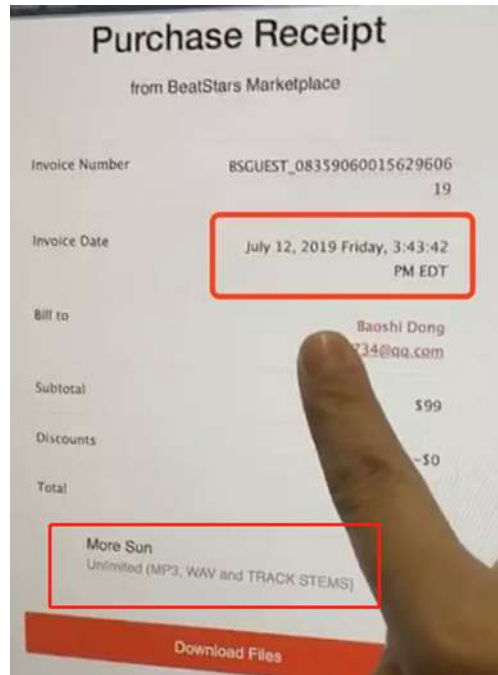 Purchase Receipt
from BeatStars Marketplace
Invoice Number BSGUEST_08359060015629606
19
Invoice Date July 12, 2019 Friday, 3:43:42
PM EDT
Bill to Baoshi Dong
734@qq.com
Subtotal $99
Discounts -$0
Total
More Sun
Unlimited (MP3, WAV and TRACK STEMS)
Download Files